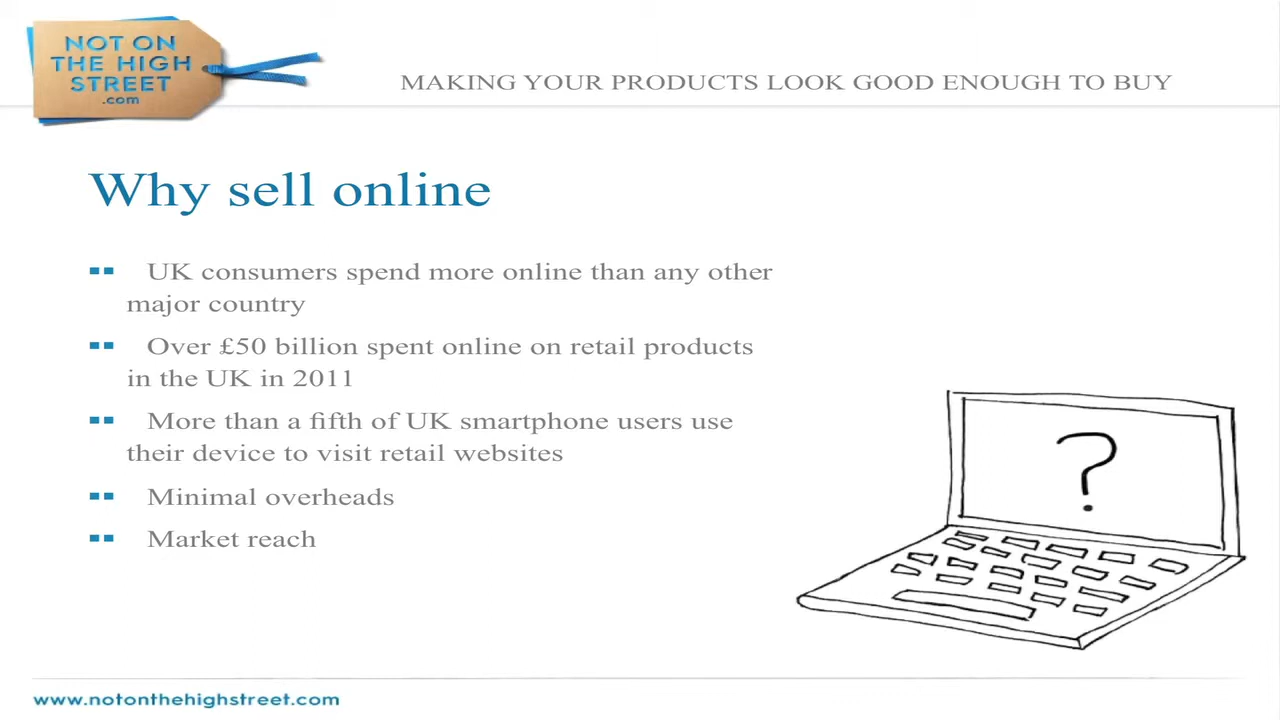 NOT ON
THE HIGH
STREET
.com
MAKING YOUR PRODUCTS LOOK GOOD ENOUGH TO BUY
Why sell online
UK consumers spend more online than any other
major country
Over £50 billion spent online on retail products
in the UK in 2011
More than a fifth of UK smartphone users use
their device to visit retail websites
Minimal overheads
Market reach
?
www.notonthehighstreet.com